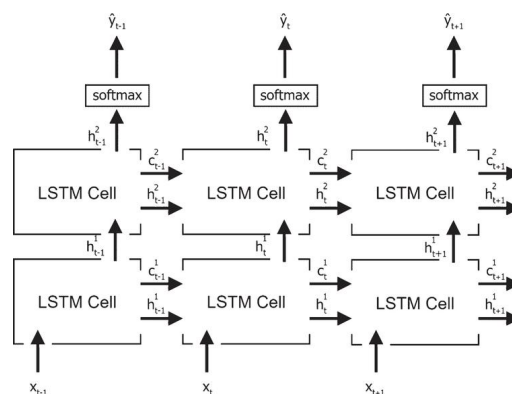 ŷt-1 ŷt ŷt+1
softmax softmax softmax
h²t-1 h²t h²t+1
c²t-1 c²t c²t+1
LSTM Cell LSTM Cell LSTM Cell
h²t-1 h²t h²t+1
h¹t-1 h¹t h¹t+1
c¹t-1 c¹t c¹t+1
LSTM Cell LSTM Cell LSTM Cell
h¹t-1 h¹t h¹t+1
xt-1 xt xt+1